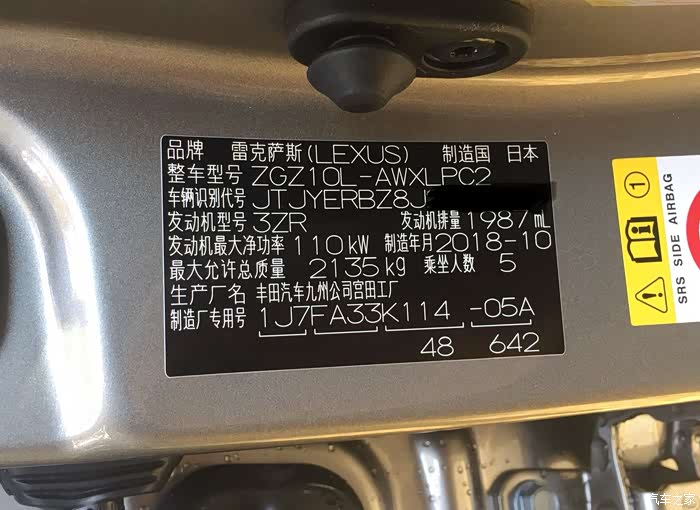 品牌 雷克萨斯(LEXUS) 制造国 日本
整车型号 ZGZ10L-AWXLPC2
车辆识别代号 JTJYERBZ8J
发动机型号 3ZR 发动机排量 1987mL
发动机最大净功率 110kW 制造年月 2018-10
最大允许总质量 2135kg 乘坐人数 5
生产厂名 丰田汽车九州公司宫田工厂
制造厂专用号 1J7FA33K114 -05A
48 642
SRS SIDE AIRBAG
1
汽车之家